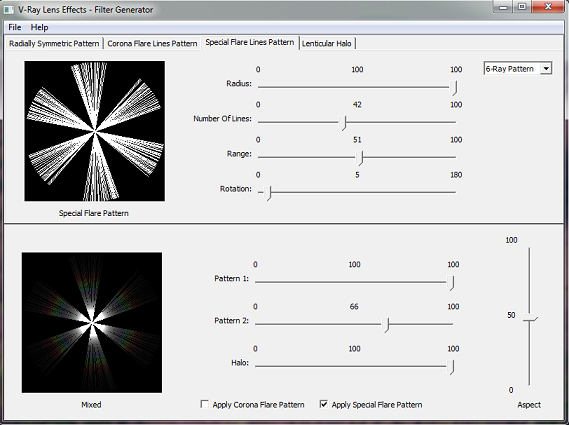 V-Ray Lens Effects - Filter Generator
File Help
Radially Symmetric Pattern Corona Flare Lines Pattern Special Flare Lines Pattern Lenticular Halo
0 100 100
6-Ray Pattern
Radius:
0 42 100
Number Of Lines:
0 51 100
Range:
0 5 180
Rotation:
Special Flare Pattern
0 100 100
Pattern 1:
0 66 100
Pattern 2:
0 100 100
Halo:
100
50
0
Mixed
Apply Corona Flare Pattern Apply Special Flare Pattern
Aspect